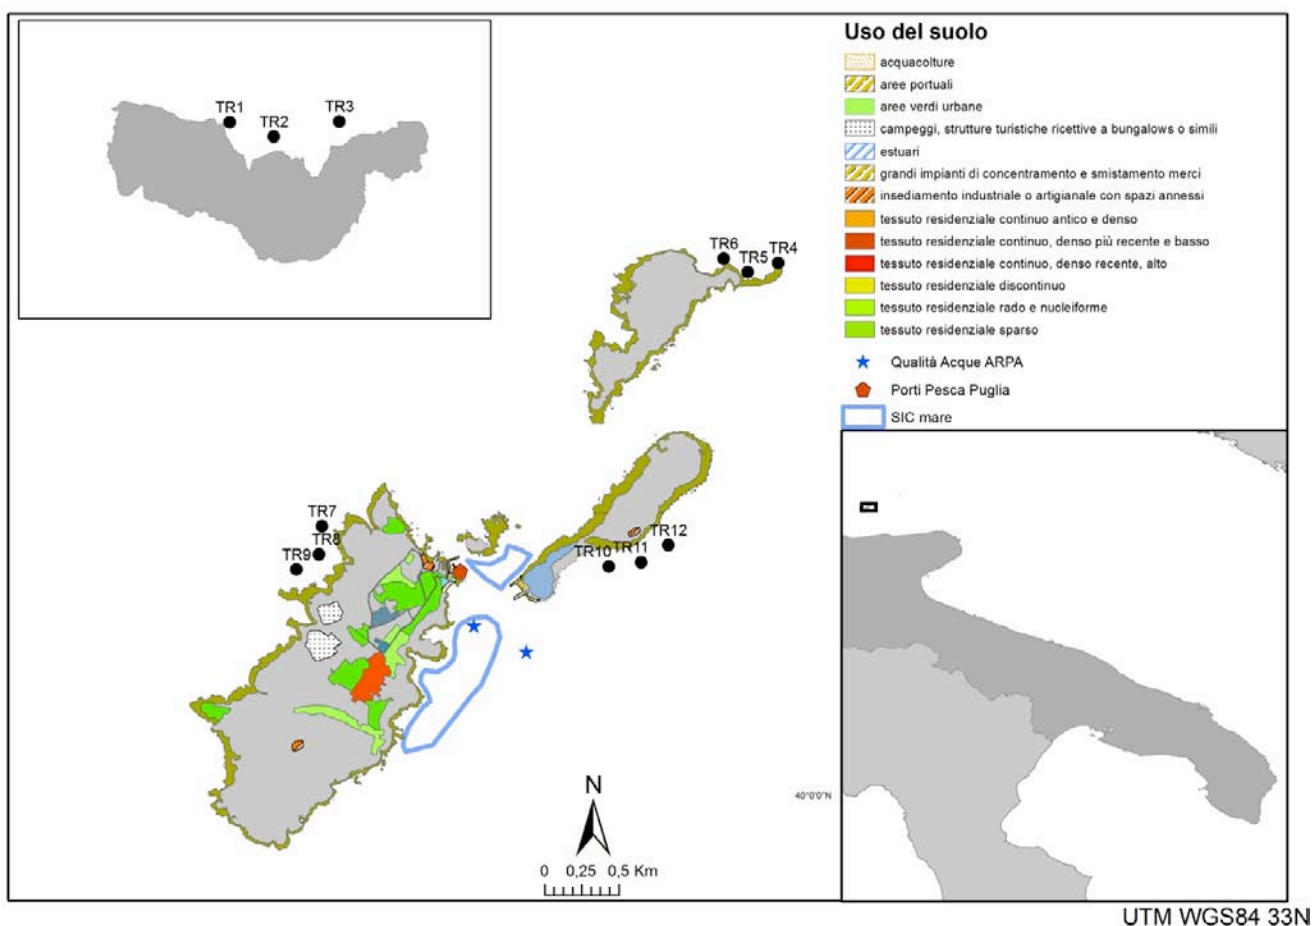 Uso del suolo
acquacolture
aree portuali
aree verdi urbane
campeggi, strutture turistiche ricettive a bungalows o simili
estuari
grandi impianti di concentramento e smistamento merci
insediamento industriale o artigianale con spazi annessi
tessuto residenziale continuo antico e denso
tessuto residenziale continuo, denso più recente e basso
tessuto residenziale continuo, denso recente, alto
tessuto residenziale discontinuo
tessuto residenziale rado e nucleiforme
tessuto residenziale sparso
Qualità Acque ARPA
Porti Pesca Puglia
SIC mare
TR1
TR2
TR3
TR6
TR5
TR4
TR7
TR8
TR9
TR10
TR11
TR12
N
0 0,25 0,5 Km
40°0'0"N
UTM WGS84 33N